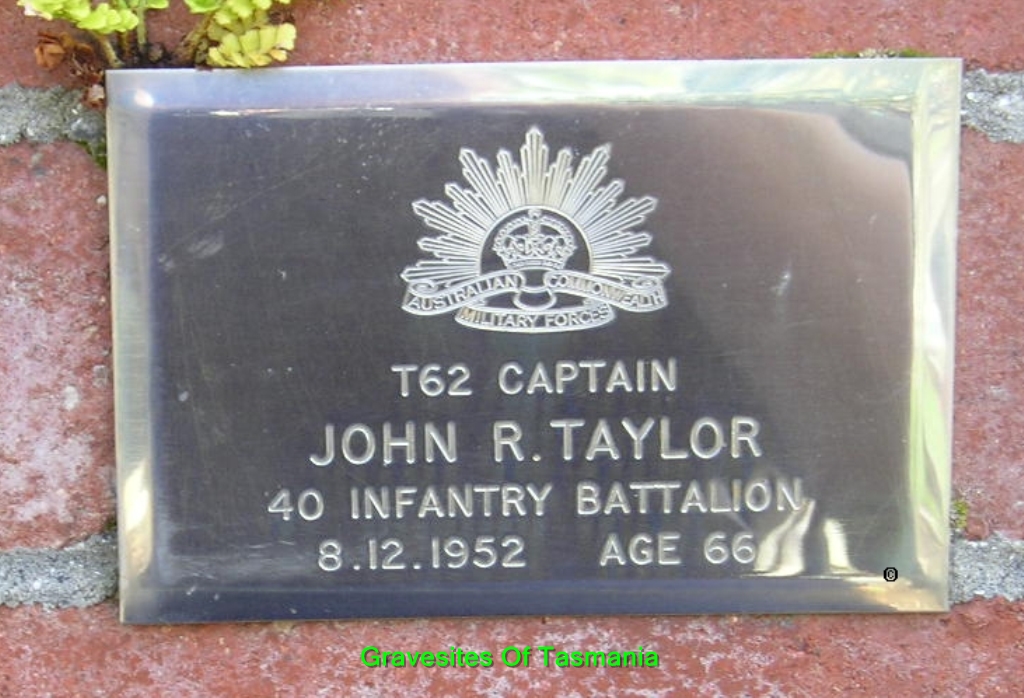 AUSTRALIAN COMMONWEALTH
MILITARY FORCES
T62 CAPTAIN
JOHN R. TAYLOR
40 INFANTRY BATTALION
8.12.1952 AGE 66
©
Gravesites Of Tasmania